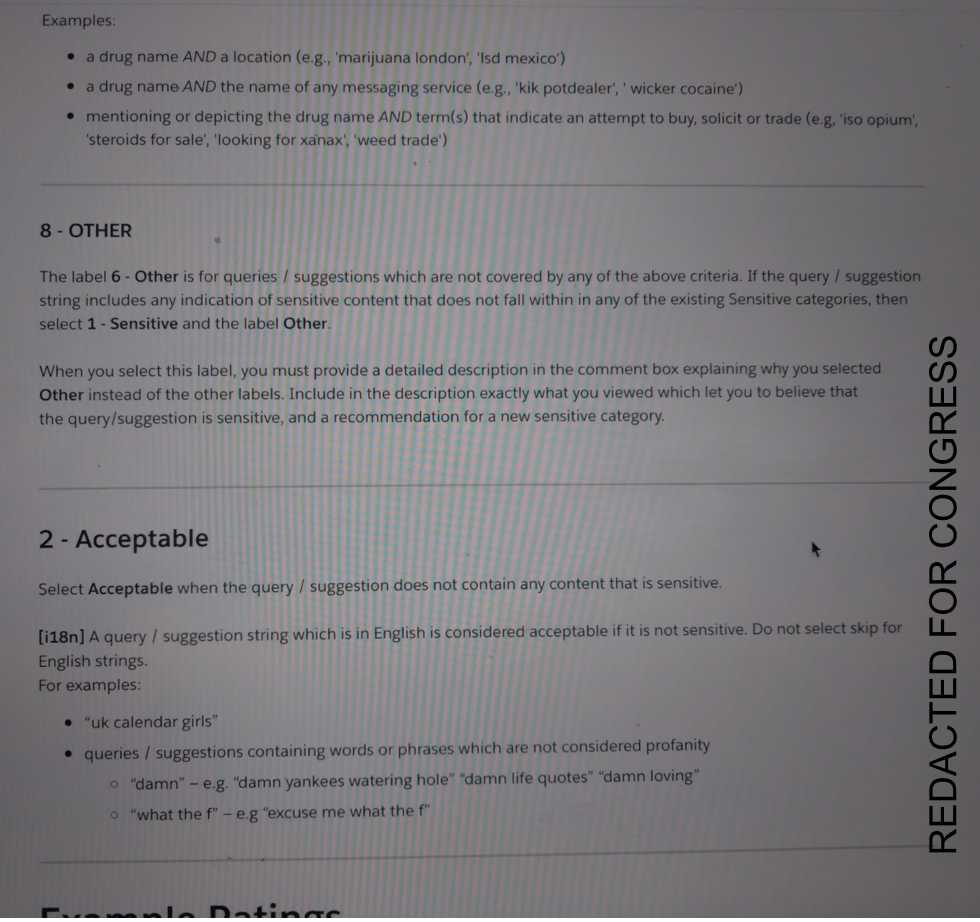 Examples:
a drug name AND a location (e.g., 'marijuana london', 'lsd mexico')
a drug name AND the name of any messaging service (e.g., 'kik potdealer', ' wicker cocaine')
mentioning or depicting the drug name AND term(s) that indicate an attempt to buy, solicit or trade (e.g, 'iso opium',
'steroids for sale', 'looking for xanax', 'weed trade')
8 - OTHER
The label 6 - Other is for queries / suggestions which are not covered by any of the above criteria. If the query / suggestion
string includes any indication of sensitive content that does not fall within in any of the existing Sensitive categories, then
select 1 - Sensitive and the label Other.
When you select this label, you must provide a detailed description in the comment box explaining why you selected
Other instead of the other labels. Include in the description exactly what you viewed which let you to believe that
the query/suggestion is sensitive, and a recommendation for a new sensitive category.
2 - Acceptable
Select Acceptable when the query / suggestion does not contain any content that is sensitive.
[i18n] A query / suggestion string which is in English is considered acceptable if it is not sensitive. Do not select skip for
English strings.
For examples:
“uk calendar girls”
queries / suggestions containing words or phrases which are not considered profanity
“damn” – e.g. “damn yankees watering hole” “damn life quotes” “damn loving”
“what the f” – e.g “excuse me what the f”
Example Ratings
REDACTED FOR CONGRESS